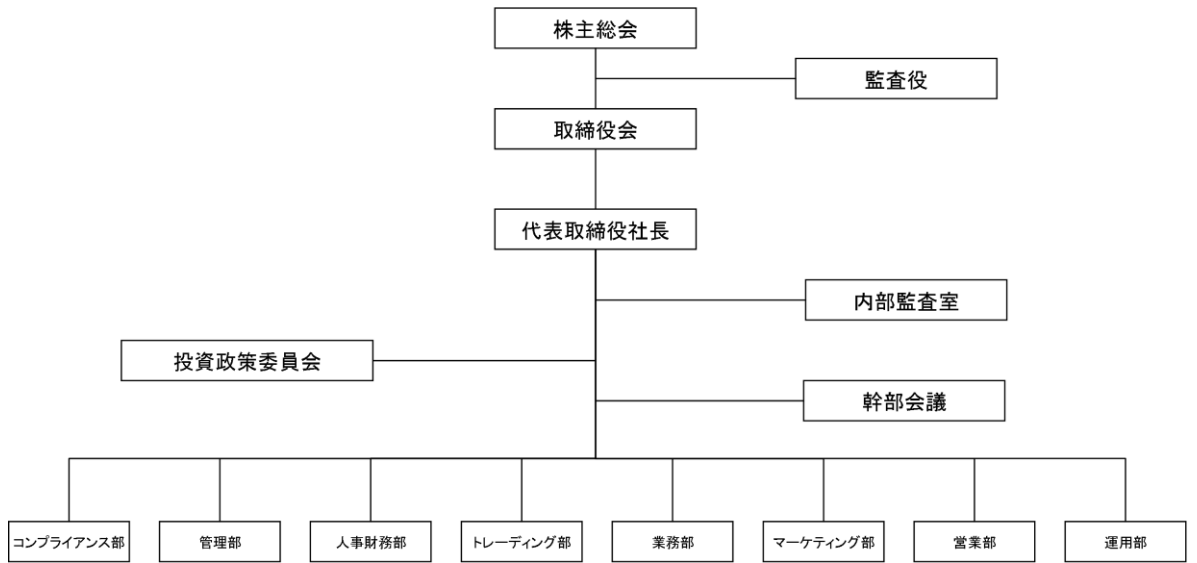 株主総会
監査役
取締役会
代表取締役社長
内部監査室
投資政策委員会
幹部会議
コンプライアンス部
管理部
人事財務部
トレーディング部
業務部
マーケティング部
営業部
運用部